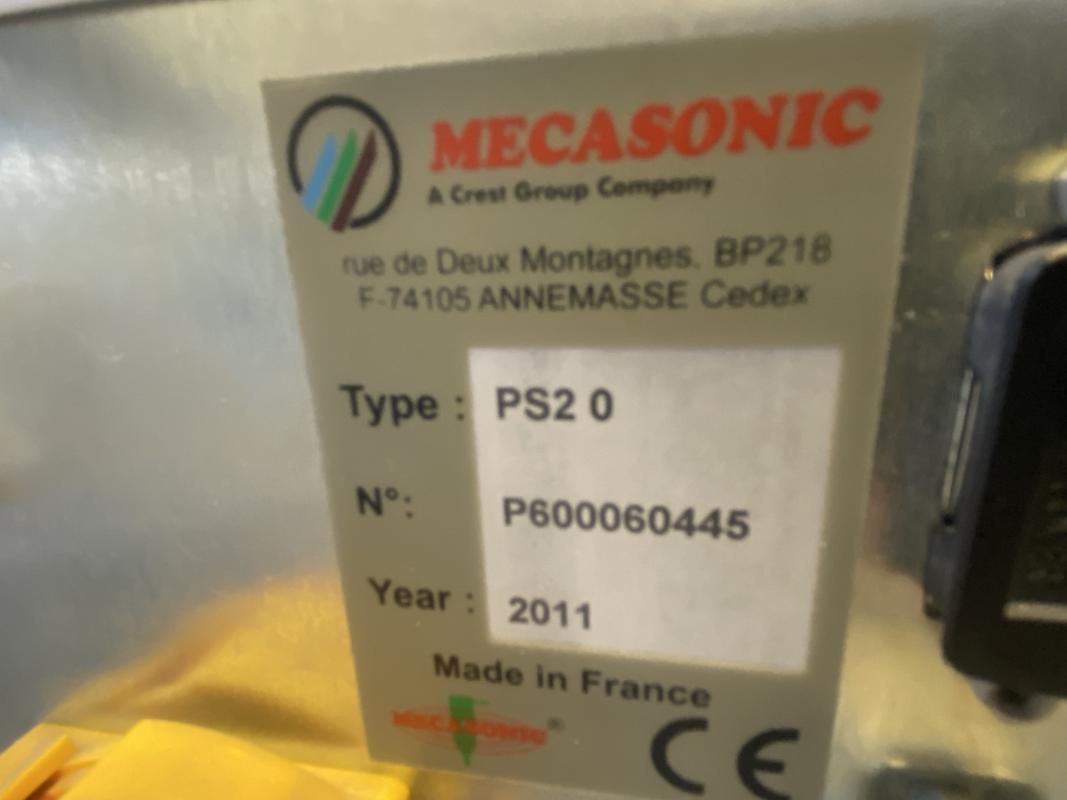 MECASONIC
A Crest Group Company
rue de Deux Montagnes. BP218
F-74105 ANNEMASSE Cedex
Type : PS2 0
N°: P600060445
Year : 2011
Made in France
MECASONIC®
CE